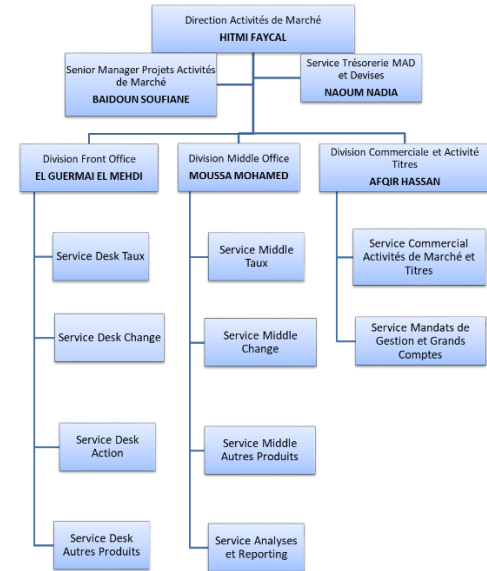 Direction Activités de Marché
HITMI FAYCAL
Senior Manager Projets Activités
de Marché
BAIDOUN SOUFIANE
Service Trésorerie MAD
et Devises
NAOUM NADIA
Division Front Office
EL GUERMAI EL MEHDI
Division Middle Office
MOUSSA MOHAMED
Division Commerciale et Activité
Titres
AFQIR HASSAN
Service Desk Taux
Service Middle
Taux
Service Commercial
Activités de Marché et
Titres
Service Desk Change
Service Middle
Change
Service Mandats de
Gestion et Grands
Comptes
Service Desk
Action
Service Middle
Autres Produits
Service Desk
Autres Produits
Service Analyses
et Reporting